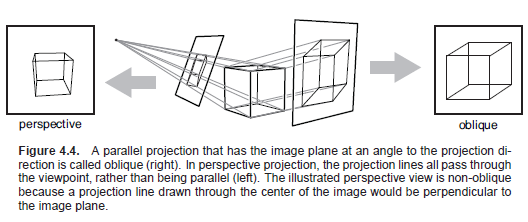 perspective
oblique
Figure 4.4. A parallel projection that has the image plane at an angle to the projection di-
rection is called oblique (right). In perspective projection, the projection lines all pass through
the viewpoint, rather than being parallel (left). The illustrated perspective view is non-oblique
because a projection line drawn through the center of the image would be perpendicular to
the image plane.